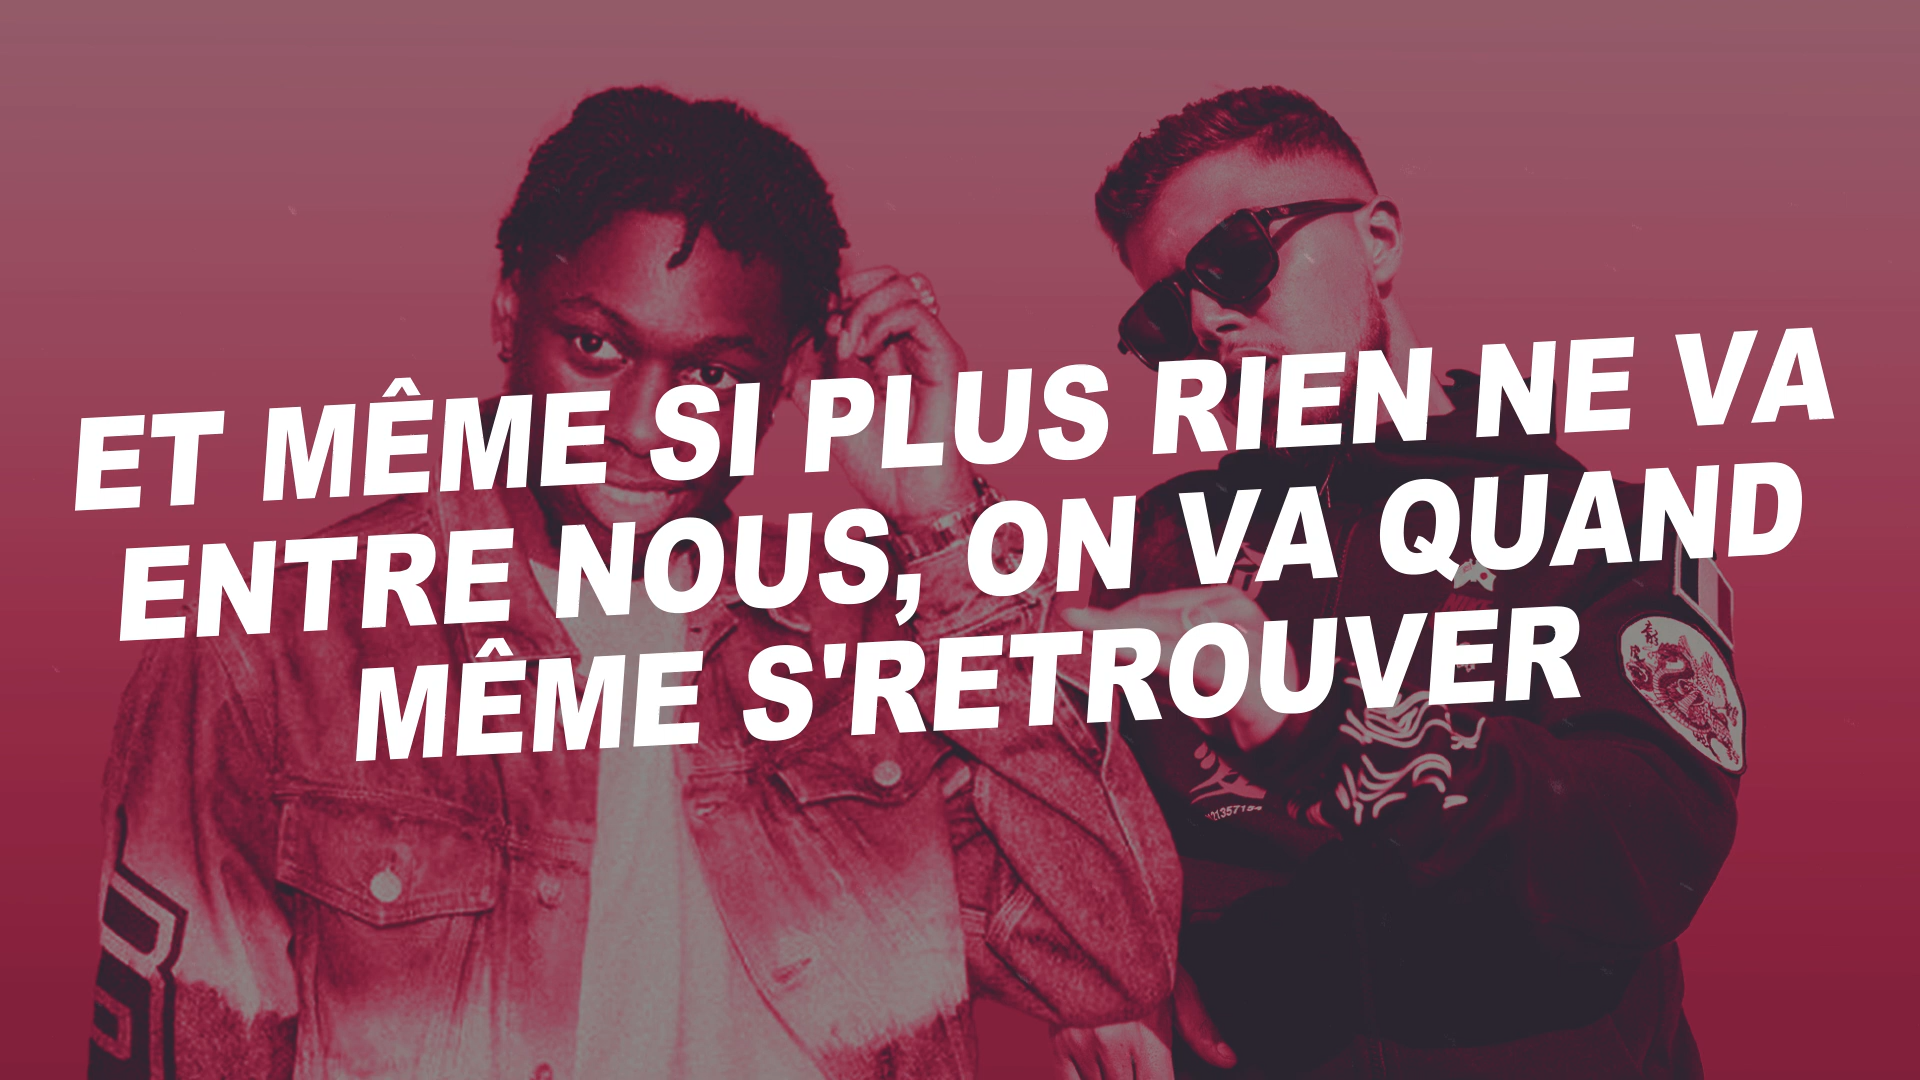 ET MÊME SI PLUS RIEN NE VA
ENTRE NOUS, ON VA QUAND
MÊME S'RETROUVER